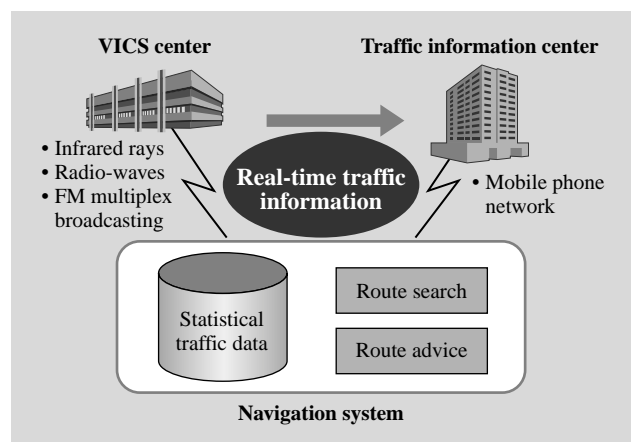 VICS center
Traffic information center
• Infrared rays
• Radio-waves
• FM multiplex
broadcasting
Real-time traffic
information
• Mobile phone
network
Statistical
traffic data
Route search
Route advice
Navigation system